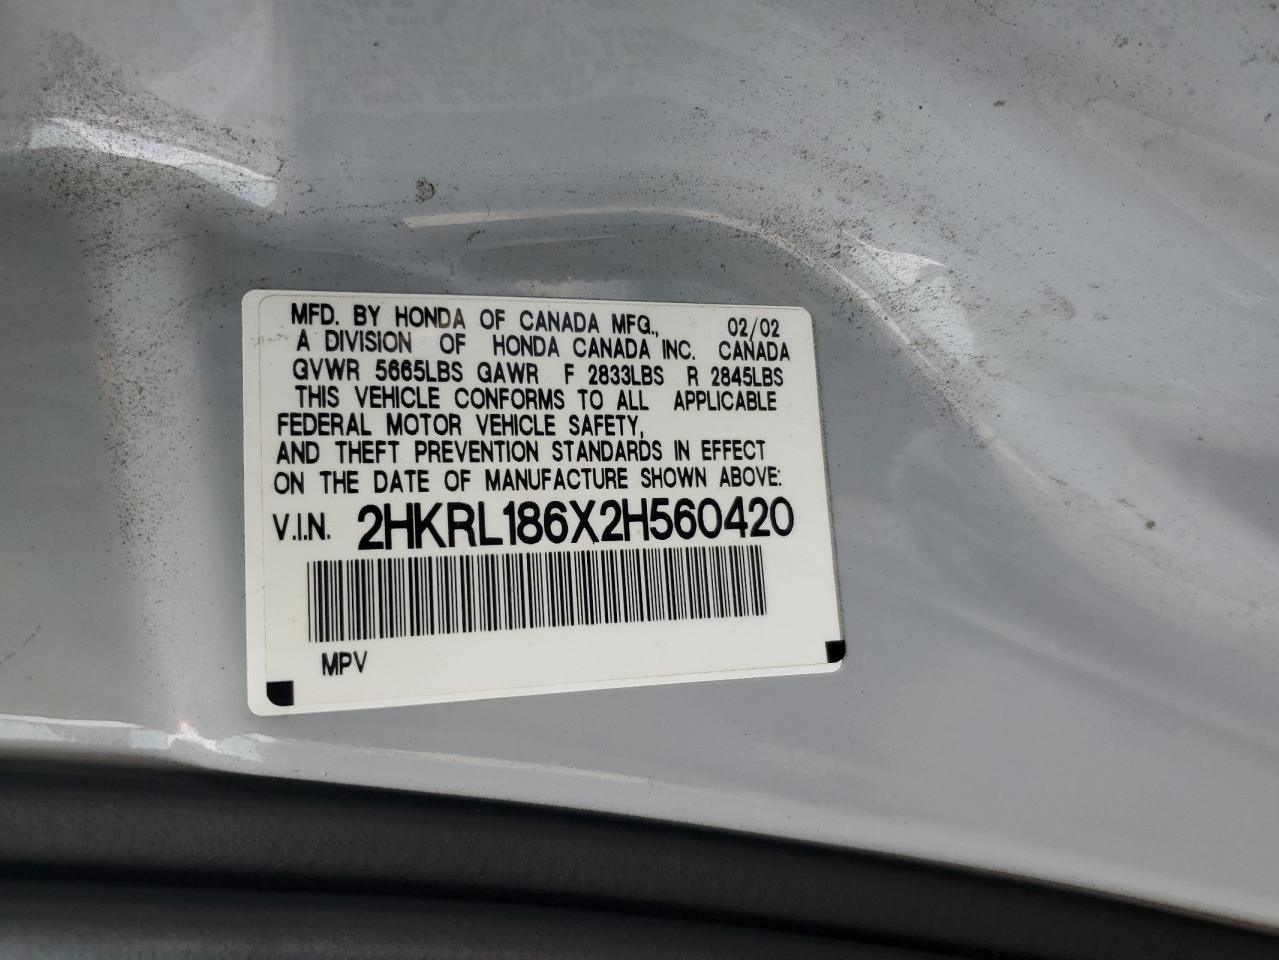 MFD. BY HONDA OF CANADA MFG., 02/02
A DIVISION OF HONDA CANADA INC. CANADA
GVWR 5665LBS GAWR F 2833LBS R 2845LBS
THIS VEHICLE CONFORMS TO ALL APPLICABLE
FEDERAL MOTOR VEHICLE SAFETY,
AND THEFT PREVENTION STANDARDS IN EFFECT
ON THE DATE OF MANUFACTURE SHOWN ABOVE:
V.I.N. 2HKRL186X2H560420
MPV